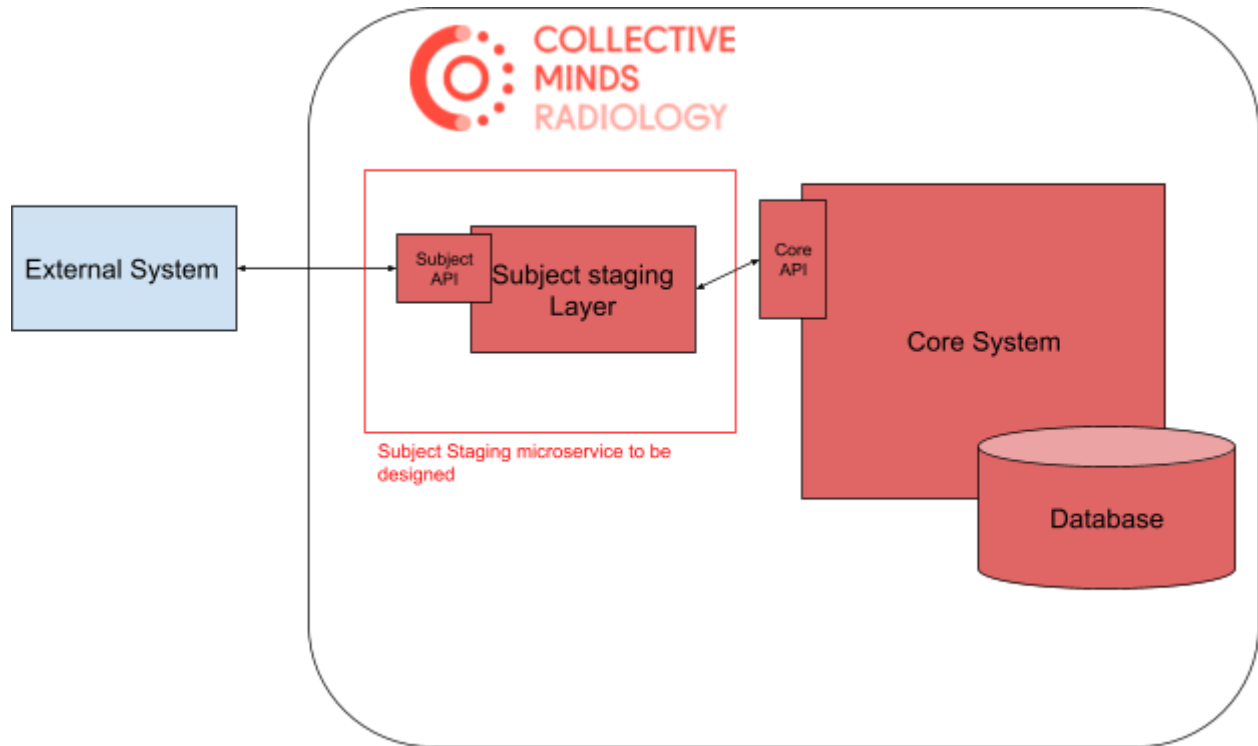 COLLECTIVE
MINDS
RADIOLOGY
External System
Subject
API
Subject staging
Layer
Core
API
Core System
Subject Staging microservice to be
designed
Database